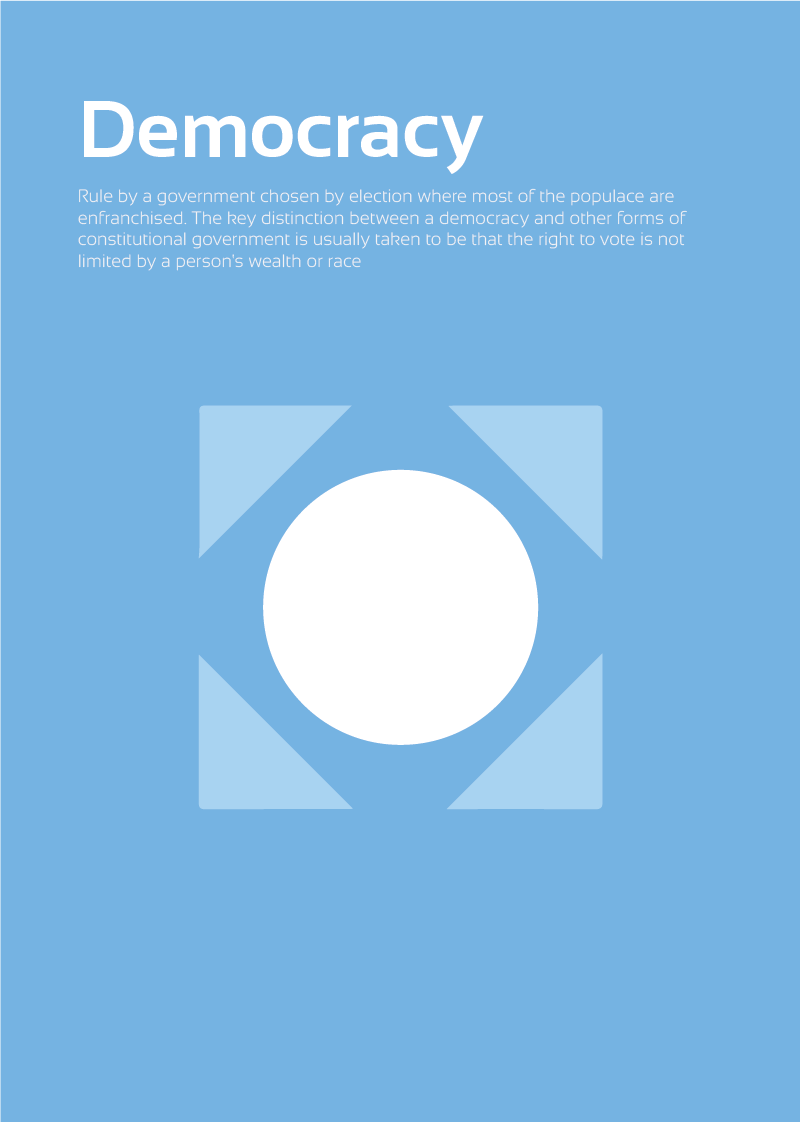 Democracy
Rule by a government chosen by election where most of the populace are
enfranchised. The key distinction between a democracy and other forms of
constitutional government is usually taken to be that the right to vote is not
limited by a person's wealth or race